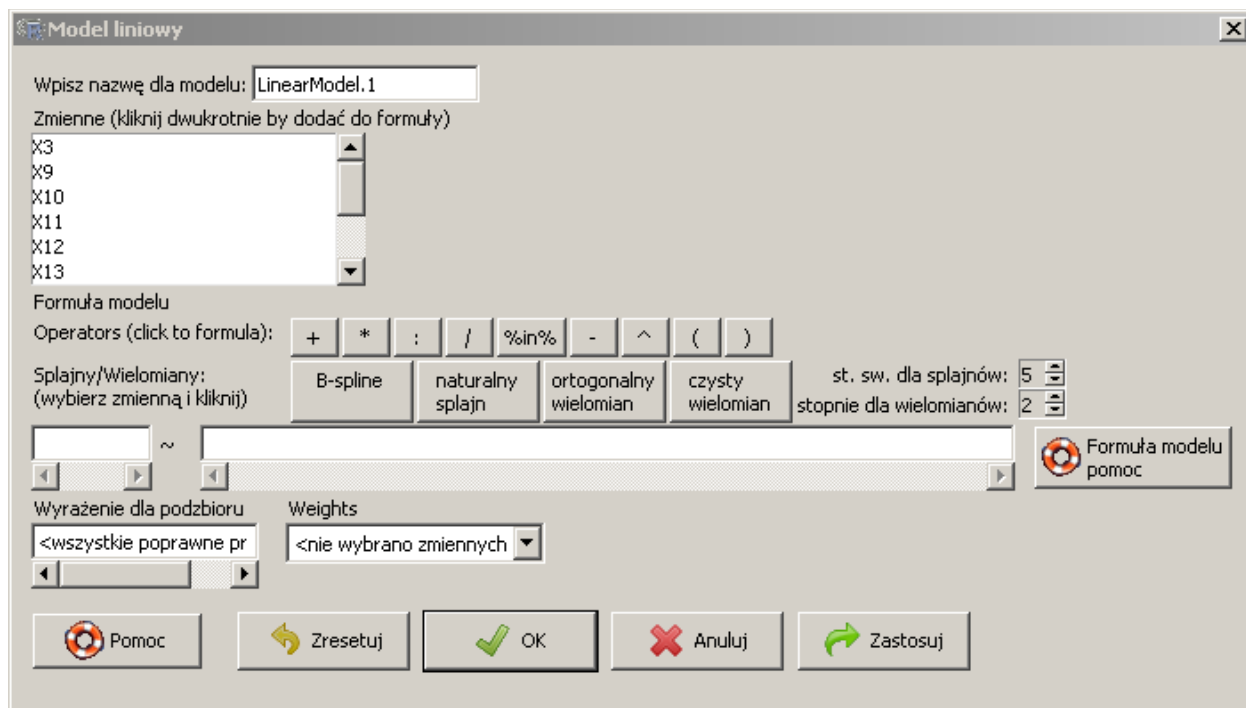 Model liniowy
Wpisz nazwę dla modelu: LinearModel.1
Zmienne (kliknij dwukrotnie by dodać do formuły)
X3
X9
X10
X11
X12
X13
Formuła modelu
Operators (click to formula): + * : / %in% - ^ ( )
Splajny/Wielomiany:
(wybierz zmienną i kliknij)
B-spline
naturalny
splajn
ortogonalny
wielomian
czysty
wielomian
st. sw. dla splajnów: 5
stopnie dla wielomianów: 2
~
Formuła modelu
pomoc
Wyrażenie dla podzbioru Weights
<wszystkie poprawne pr <nie wybrano zmiennych
Pomoc Zresetuj OK Anuluj Zastosuj